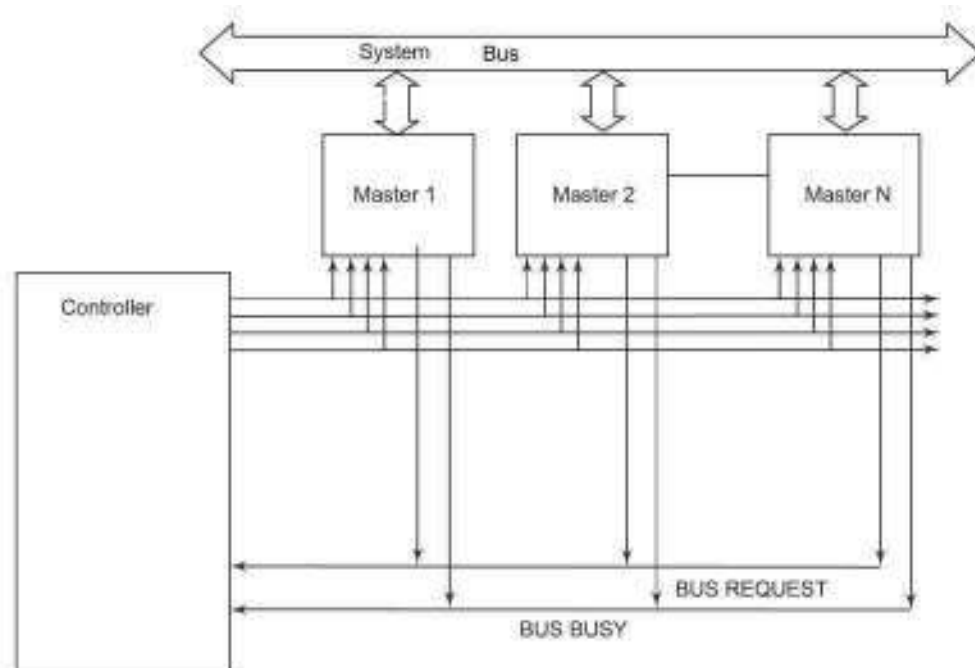 System Bus
Master 1
Master 2
Master N
Controller
BUS REQUEST
BUS BUSY